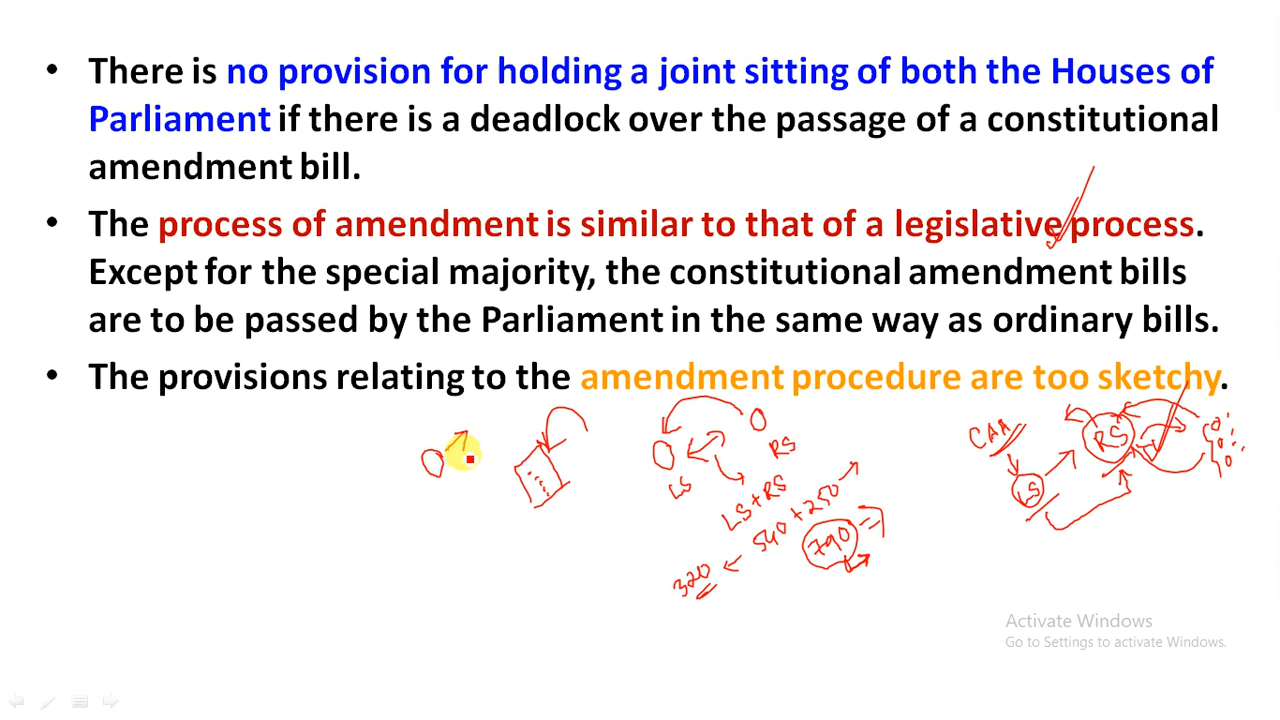 • There is no provision for holding a joint sitting of both the Houses of
Parliament if there is a deadlock over the passage of a constitutional
amendment bill.
• The process of amendment is similar to that of a legislative process.
Except for the special majority, the constitutional amendment bills
are to be passed by the Parliament in the same way as ordinary bills.
• The provisions relating to the amendment procedure are too sketchy.
CAA
RS
RS
LS
LS
LS + RS
540 + 250
790
320
Activate Windows
Go to Settings to activate Windows.